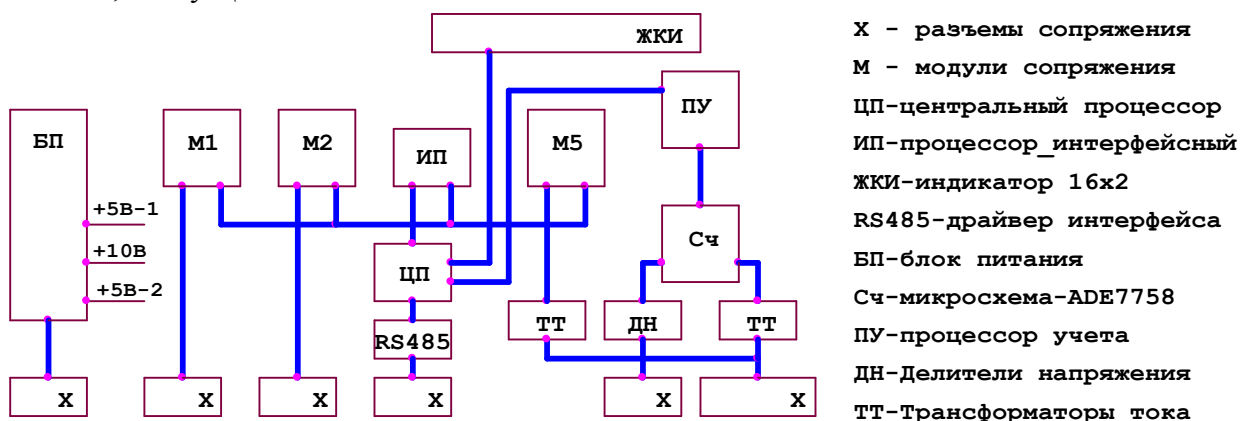 ЖКИ
ПУ
БП
М1
М2
ИП
М5
+5В-1
+10В
+5В-2
Сч
ЦП
ТТ
ДН
ТТ
RS485
Х
Х
Х
Х
Х
Х
Х - разъемы сопряжения
М - модули сопряжения
ЦП-центральный процессор
ИП-процессор_интерфейсный
ЖКИ-индикатор 16х2
RS485-драйвер интерфейса
БП-блок питания
Сч-микросхема-ADE7758
ПУ-процессор учета
ДН-Делители напряжения
ТТ-Трансформаторы тока